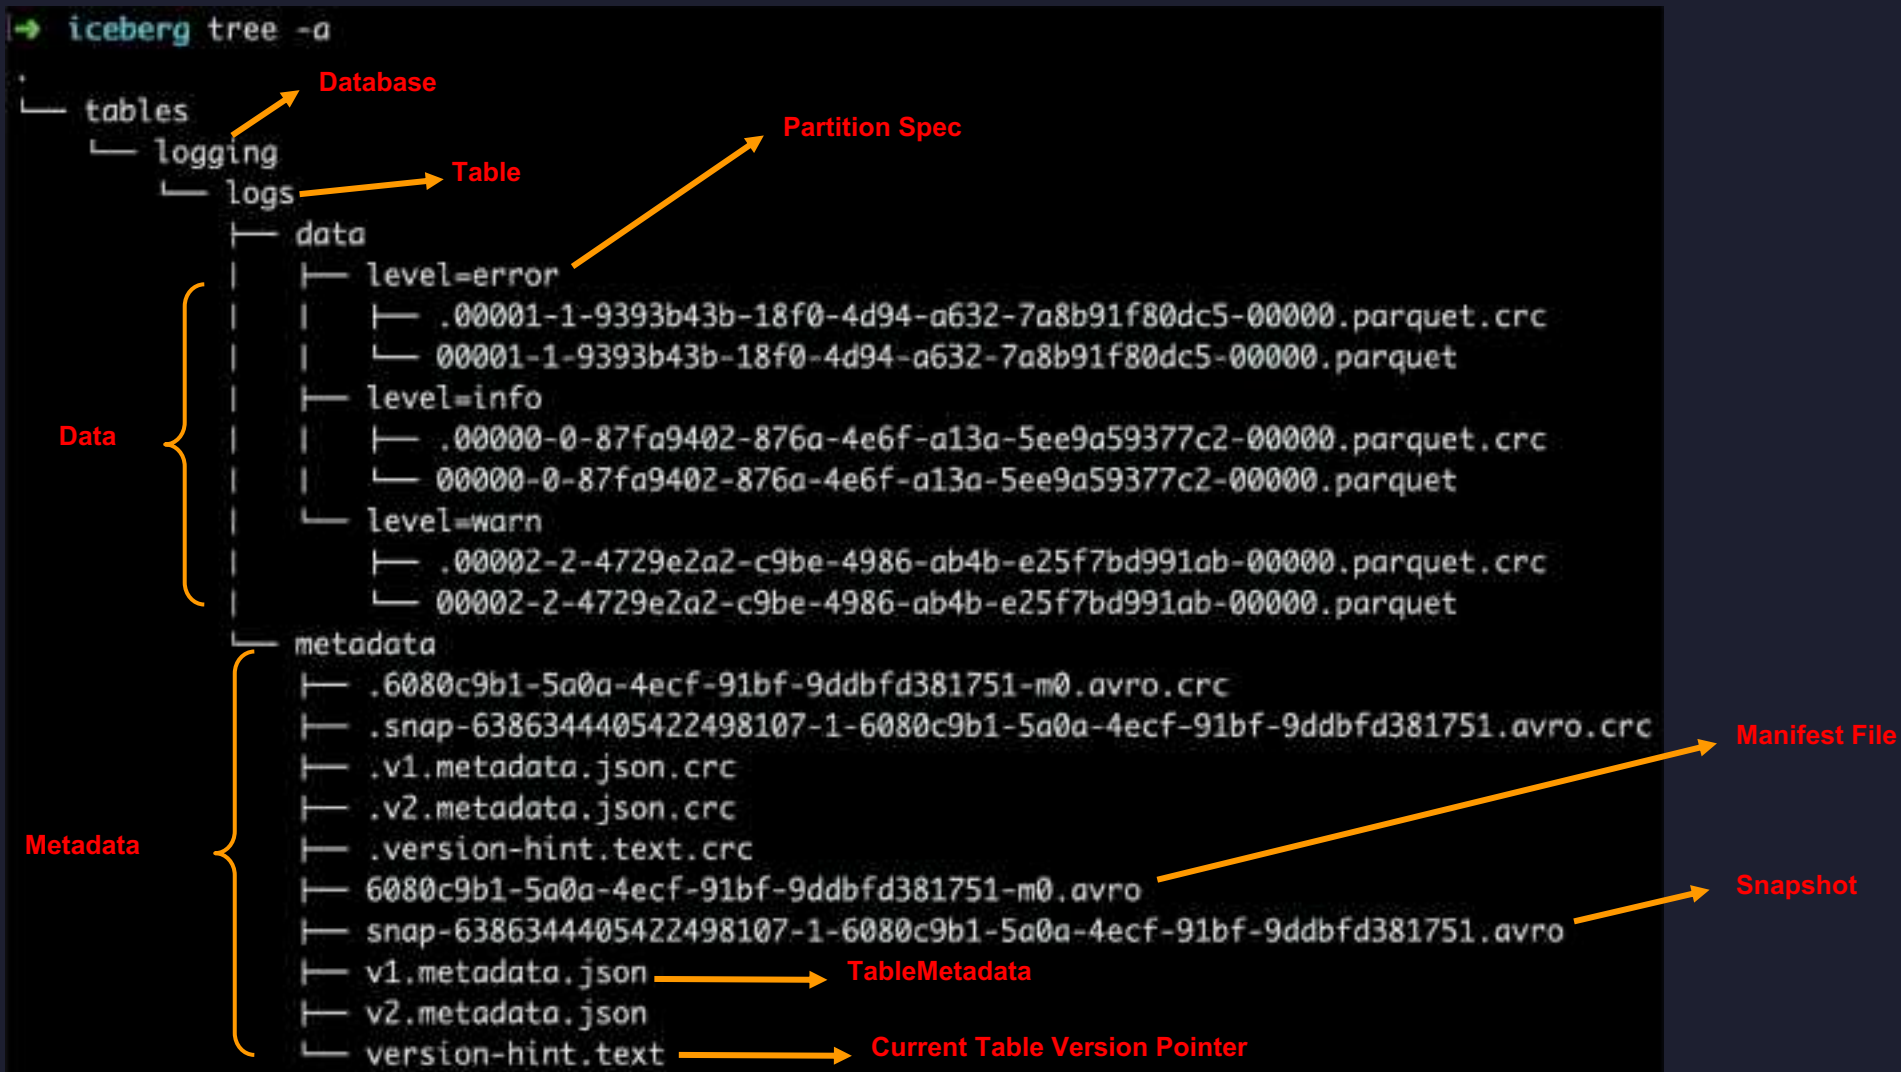 ➜ iceberg tree -a
.
└── tables
Database
└── logging
Table
└── logs
├── data
Partition Spec
│ ├── level=error
│ │ ├── .00001-1-9393b43b-18f0-4d94-a632-7a8b91f80dc5-00000.parquet.crc
│ │ └── 00001-1-9393b43b-18f0-4d94-a632-7a8b91f80dc5-00000.parquet
│ ├── level=info
Data
│ │ ├── .00000-0-87fa9402-876a-4e6f-a13a-5ee9a59377c2-00000.parquet.crc
│ │ └── 00000-0-87fa9402-876a-4e6f-a13a-5ee9a59377c2-00000.parquet
│ └── level=warn
│ ├── .00002-2-4729e2a2-c9be-4986-ab4b-e25f7bd991ab-00000.parquet.crc
│ └── 00002-2-4729e2a2-c9be-4986-ab4b-e25f7bd991ab-00000.parquet
└── metadata
├── .6080c9b1-5a0a-4ecf-91bf-9ddbfd381751-m0.avro.crc
├── .snap-6386344405422498107-1-6080c9b1-5a0a-4ecf-91bf-9ddbfd381751.avro.crc
Manifest File
├── .v1.metadata.json.crc
├── .v2.metadata.json.crc
Metadata
├── .version-hint.text.crc
├── 6080c9b1-5a0a-4ecf-91bf-9ddbfd381751-m0.avro
Snapshot
├── snap-6386344405422498107-1-6080c9b1-5a0a-4ecf-91bf-9ddbfd381751.avro
├── v1.metadata.json
TableMetadata
├── v2.metadata.json
└── version-hint.text
Current Table Version Pointer